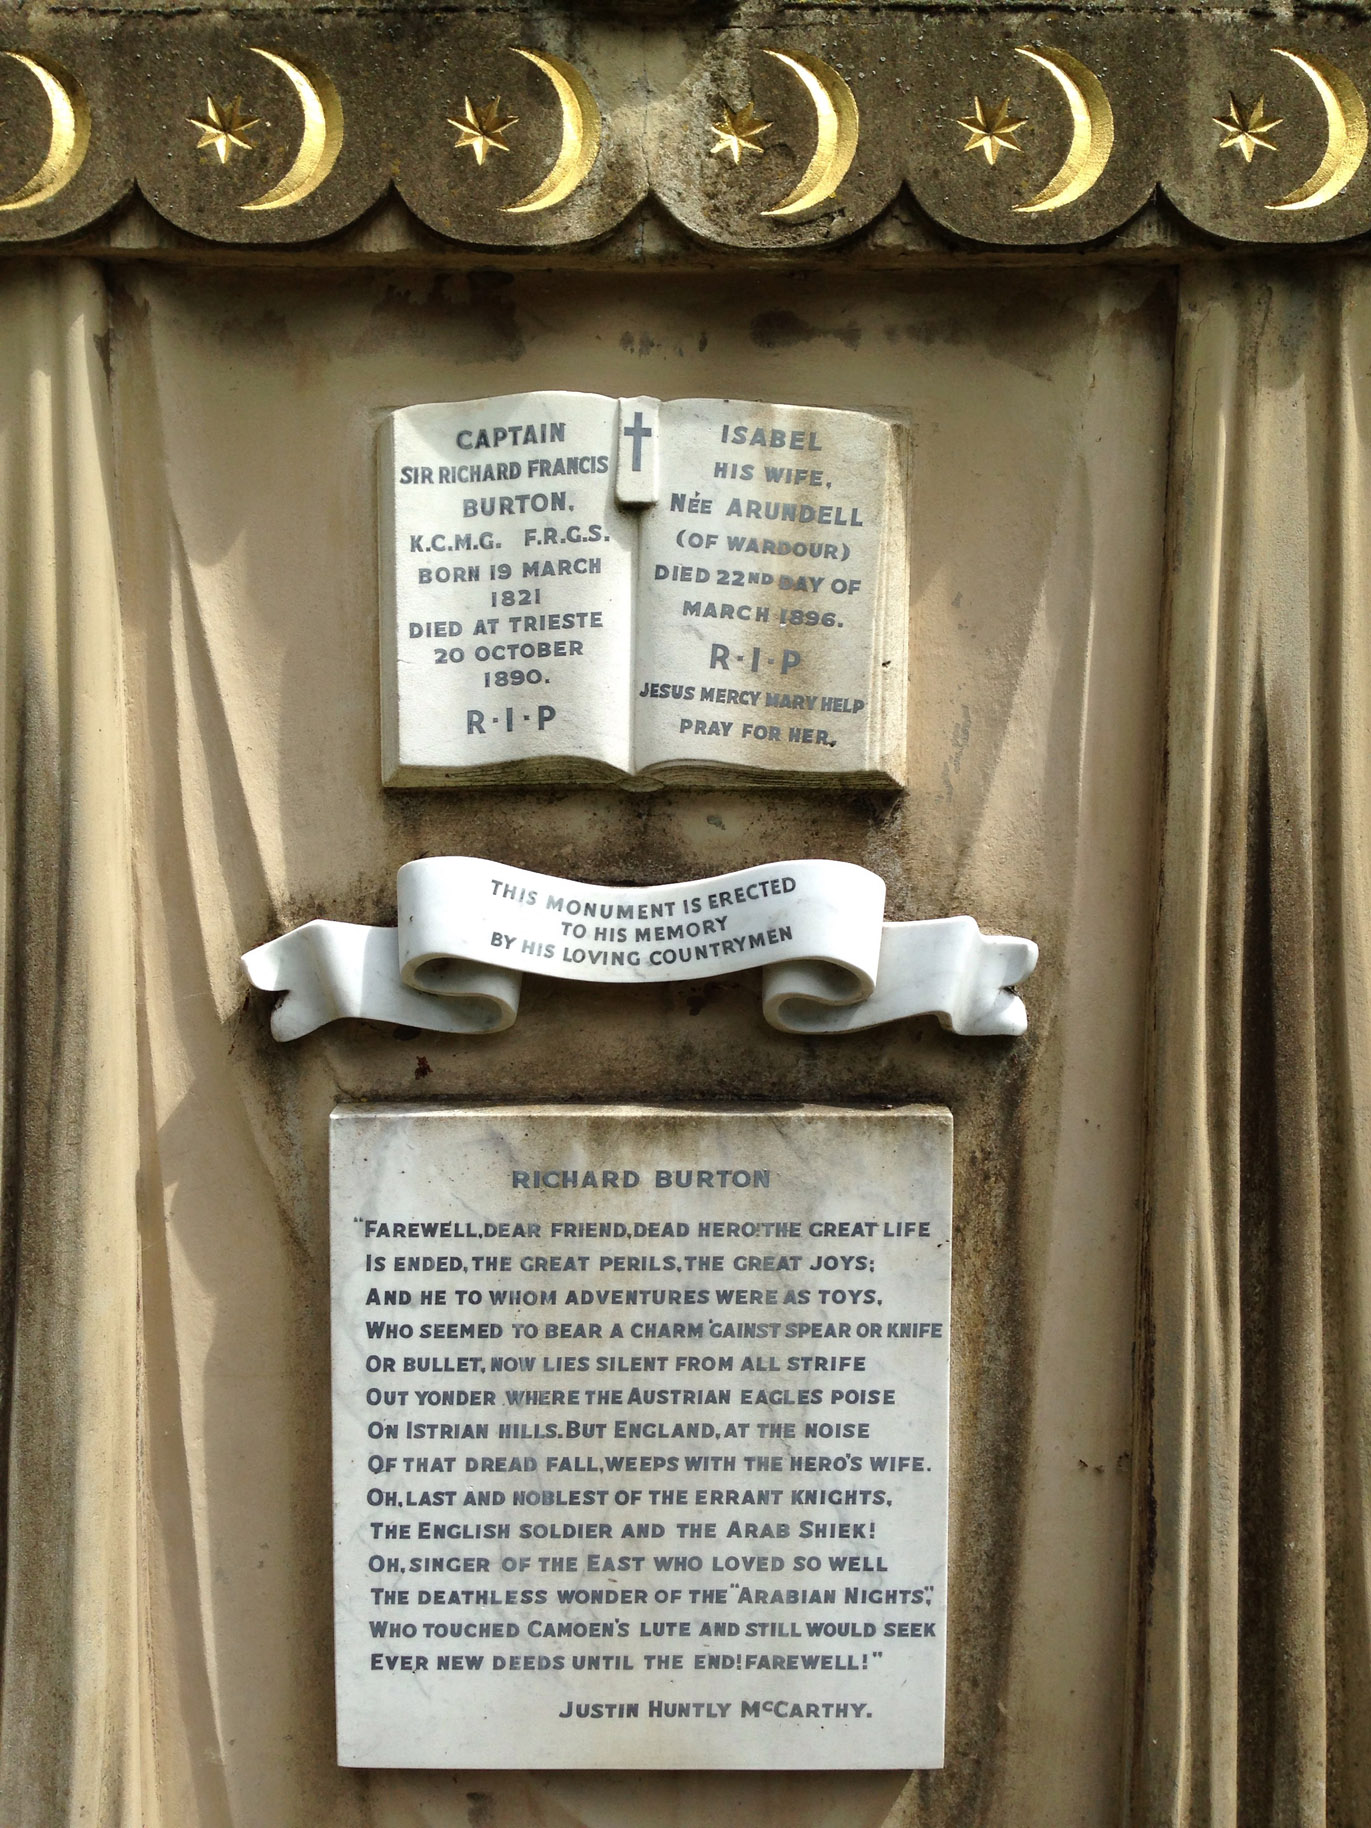 CAPTAIN
SIR RICHARD FRANCIS
BURTON,
K.C.M.G. F.R.G.S.
BORN 19 MARCH
1821
DIED AT TRIESTE
20 OCTOBER
1890.
R·I·P
ISABEL
HIS WIFE,
NÉE ARUNDELL
(OF WARDOUR)
DIED 22ND DAY OF
MARCH 1896.
R·I·P
JESUS MERCY MARY HELP
PRAY FOR HER.
THIS MONUMENT IS ERECTED
TO HIS MEMORY
BY HIS LOVING COUNTRYMEN
RICHARD BURTON
"FAREWELL, DEAR FRIEND, DEAD HERO! THE GREAT LIFE
IS ENDED, THE GREAT PERILS, THE GREAT JOYS;
AND HE TO WHOM ADVENTURES WERE AS TOYS,
WHO SEEMED TO BEAR A CHARM 'GAINST SPEAR OR KNIFE
OR BULLET, NOW LIES SILENT FROM ALL STRIFE
OUT YONDER WHERE THE AUSTRIAN EAGLES POISE
ON ISTRIAN HILLS. BUT ENGLAND, AT THE NOISE
OF THAT DREAD FALL, WEEPS WITH THE HERO'S WIFE.
OH, LAST AND NOBLEST OF THE ERRANT KNIGHTS,
THE ENGLISH SOLDIER AND THE ARAB SHIEK!
OH, SINGER OF THE EAST WHO LOVED SO WELL
THE DEATHLESS WONDER OF THE "ARABIAN NIGHTS",
WHO TOUCHED CAMOEN'S LUTE AND STILL WOULD SEEK
EVER NEW DEEDS UNTIL THE END! FAREWELL!"
JUSTIN HUNTLY McCARTHY.